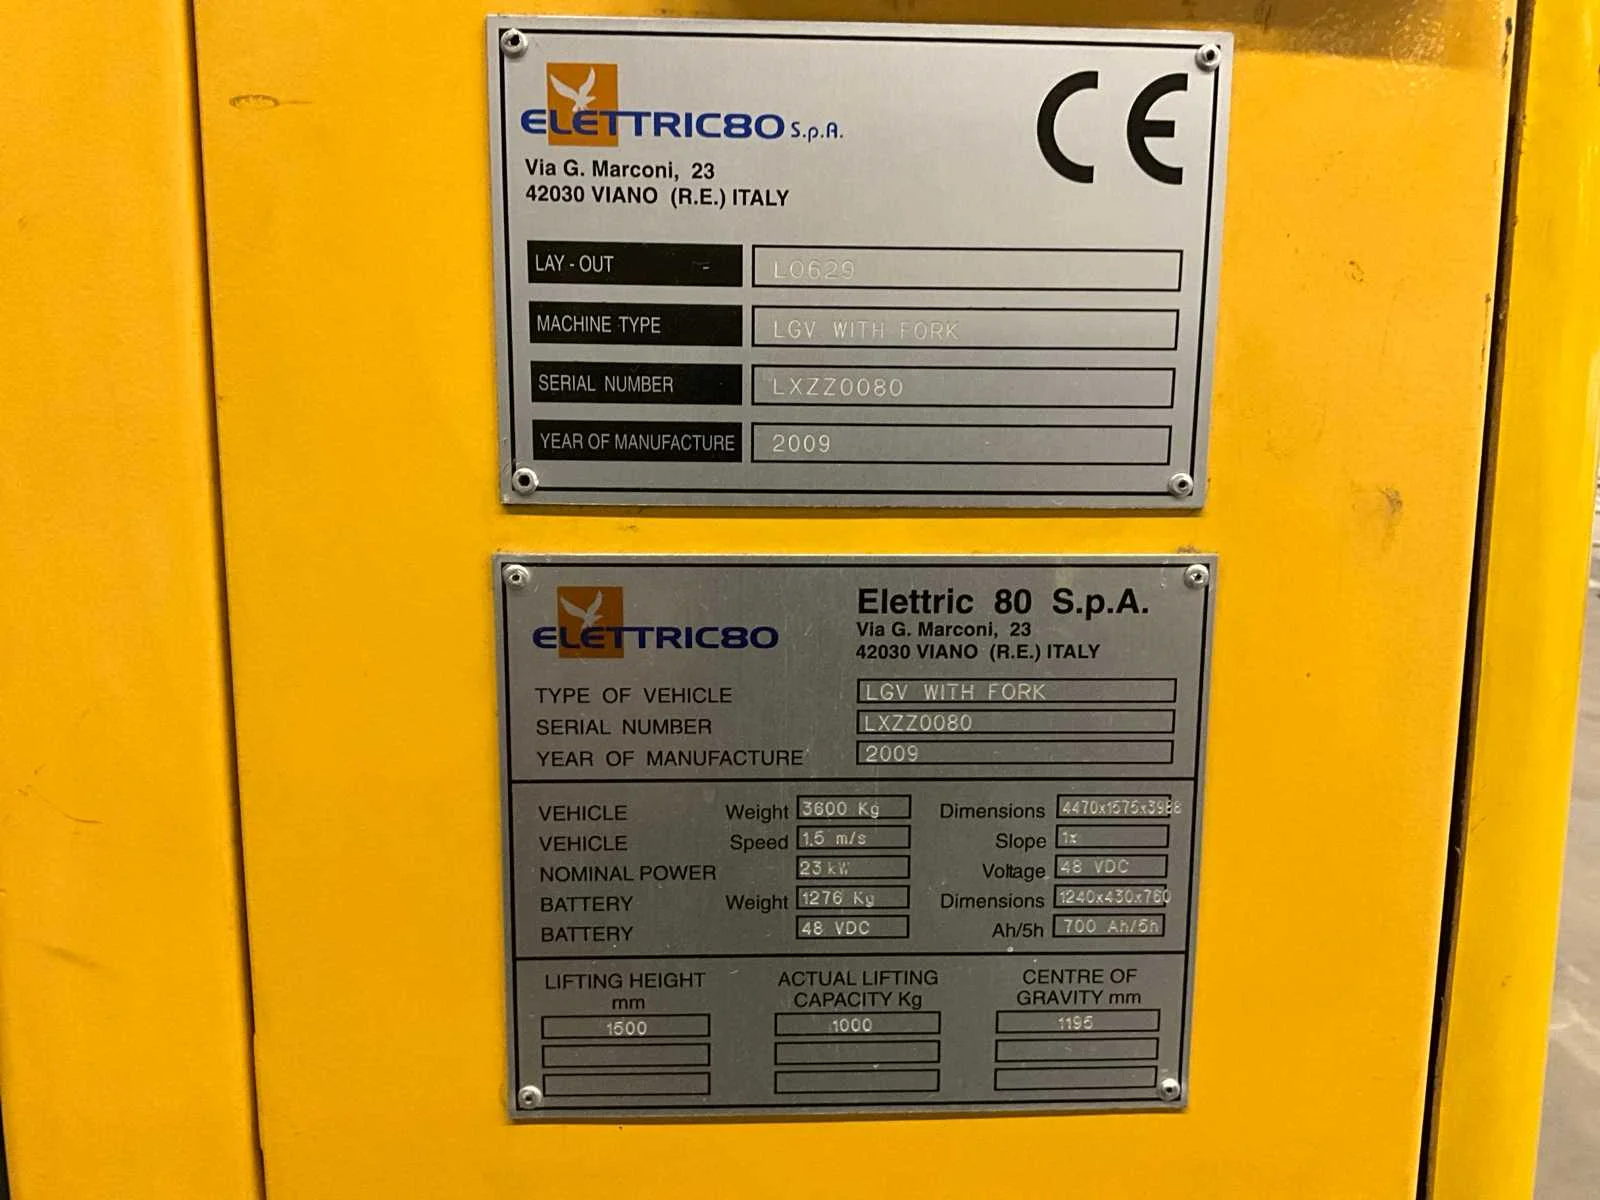 ELETTRIC80 S.p.A.
CE
Via G. Marconi, 23
42030 VIANO (R.E.) ITALY
LAY - OUT - L0629
MACHINE TYPE LGV WITH FORK
SERIAL NUMBER LXZZ0080
YEAR OF MANUFACTURE 2009
ELETTRIC80
Elettric 80 S.p.A.
Via G. Marconi, 23
42030 VIANO (R.E.) ITALY
TYPE OF VEHICLE LGV WITH FORK
SERIAL NUMBER LXZZ0080
YEAR OF MANUFACTURE 2009
VEHICLE Weight 3600 Kg Dimensions 4470x1575x3988
VEHICLE Speed 1.5 m/s Slope 1%
NOMINAL POWER 23 kW Voltage 48 VDC
BATTERY Weight 1276 Kg Dimensions 1240x430x760
BATTERY 48 VDC Ah/5h 700 Ah/5h
LIFTING HEIGHT mm ACTUAL LIFTING CAPACITY Kg CENTRE OF GRAVITY mm
1500 1000 1195